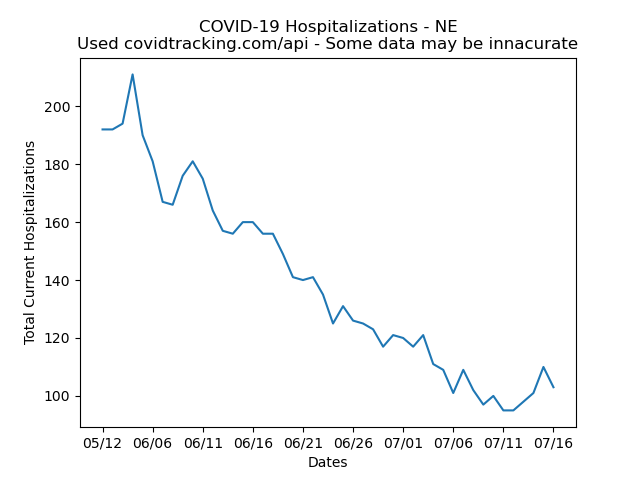 COVID-19 Hospitalizations - NE
Used covidtracking.com/api - Some data may be innacurate
200
180
160
140
120
100
Total Current Hospitalizations
05/12 06/06 06/11 06/16 06/21 06/26 07/01 07/06 07/11 07/16
Dates